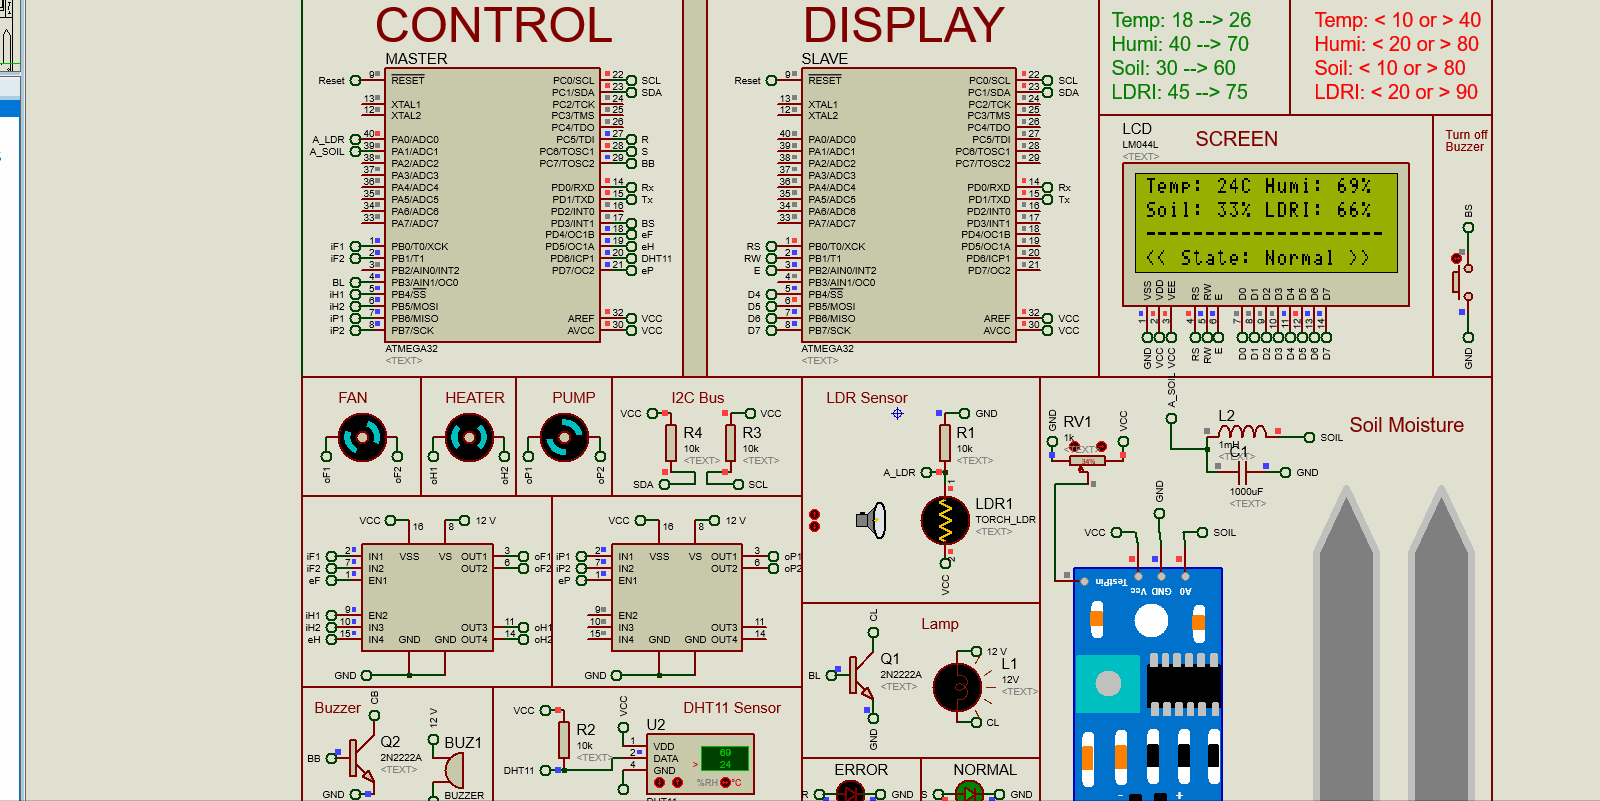 CONTROL
DISPLAY
Temp: 18 --> 26
Humi: 40 --> 70
Soil: 30 --> 60
LDRI: 45 --> 75
Temp: < 10 or > 40
Humi: < 20 or > 80
Soil: < 10 or > 80
LDRI: < 20 or > 90
MASTER
Reset 9 RESET PC0/SCL 22 SCL
PC1/SDA 23 SDA
13 XTAL1 PC2/TCK 24
12 XTAL2 PC3/TMS 25
PC4/TDO 26
A_LDR 40 PA0/ADC0 PC5/TDI 27 R
A_SOIL 39 PA1/ADC1 PC6/TOSC1 28 S
38 PA2/ADC2 PC7/TOSC2 29 BB
37 PA3/ADC3
36 PA4/ADC4 PD0/RXD 14 Rx
35 PA5/ADC5 PD1/TXD 15 Tx
34 PA6/ADC6 PD2/INT0 16
33 PA7/ADC7 PD3/INT1 17 BS
PD4/OC1B 18 eF
iF1 1 PB0/T0/XCK PD5/OC1A 19 eH
iF2 2 PB1/T1 PD6/ICP1 20 DHT11
3 PB2/AIN0/INT2 PD7/OC2 21 eP
BL 4 PB3/AIN1/OC0
iH1 5 PB4/SS
iH2 6 PB5/MOSI
iP1 7 PB6/MISO AREF 32 VCC
iP2 8 PB7/SCK AVCC 30 VCC
ATMEGA32
<TEXT>
SLAVE
Reset 9 RESET PC0/SCL 22 SCL
PC1/SDA 23 SDA
13 XTAL1 PC2/TCK 24
12 XTAL2 PC3/TMS 25
PC4/TDO 26
40 PA0/ADC0 PC5/TDI 27
39 PA1/ADC1 PC6/TOSC1 28
38 PA2/ADC2 PC7/TOSC2 29
37 PA3/ADC3
36 PA4/ADC4 PD0/RXD 14 Rx
35 PA5/ADC5 PD1/TXD 15 Tx
34 PA6/ADC6 PD2/INT0 16
33 PA7/ADC7 PD3/INT1 17
PD4/OC1B 18
RS 1 PB0/T0/XCK PD5/OC1A 19
RW 2 PB1/T1 PD6/ICP1 20
E 3 PB2/AIN0/INT2 PD7/OC2 21
4 PB3/AIN1/OC0
D4 5 PB4/SS
D5 6 PB5/MOSI
D6 7 PB6/MISO AREF 32 VCC
D7 8 PB7/SCK AVCC 30 VCC
ATMEGA32
<TEXT>
LCD
LM044L
<TEXT>
SCREEN
Temp: 24C Humi: 69%
Soil: 33% LDRI: 66%
--------------------
<< State: Normal >>
VSS VDD VEE RS RW E D0 D1 D2 D3 D4 D5 D6 D7
1 2 3 4 5 6 7 8 9 10 11 12 13 14
GND VCC VCC RS RW E D0 D1 D2 D3 D4 D5 D6 D7
Turn off
Buzzer
BS
GND
FAN
oF1 oF2
HEATER
oH1 oH2
PUMP
oP1 oP2
I2C Bus
VCC VCC
R4 R3
10k 10k
<TEXT> <TEXT>
SDA SCL
LDR Sensor
GND
R1
10k
<TEXT>
A_LDR
1
LDR1
TORCH_LDR
<TEXT>
2
VCC
Soil Moisture
GND
RV1
1k
<TEXT>
34%
VCC
A_SOIL
L2
1mH
<TEXT>
SOIL
C1
GND
1000uF
<TEXT>
GND
VCC SOIL
TestPin Vcc GND A0
- +
VCC 16 8 12 V
iF1 2 IN1 VSS VS OUT1 3 oF1
iF2 7 IN2 OUT2 6 oF2
eF 1 EN1
iH1 9 EN2
iH2 10 IN3 OUT3 11 oH1
eH 15 IN4 GND GND OUT4 14 oH2
GND
VCC 16 8 12 V
iP1 2 IN1 VSS VS OUT1 3 oP1
iP2 7 IN2 OUT2 6 oP2
eP 1 EN1
9 EN2
10 IN3 OUT3 11
15 IN4 GND GND OUT4 14
GND
Lamp
CL
BL
Q1
2N2222A
<TEXT>
GND
12 V
L1
12V
<TEXT>
CL
Buzzer
CB
BB
Q2
2N2222A
<TEXT>
GND
12 V
BUZ1
BUZZER
DHT11 Sensor
VCC
R2
10k
<TEXT>
DHT11
VCC
U2
1 VDD
2 DATA
4 GND
69
24
>
%RH °C
DHT11
ERROR
R GND
NORMAL
S GND